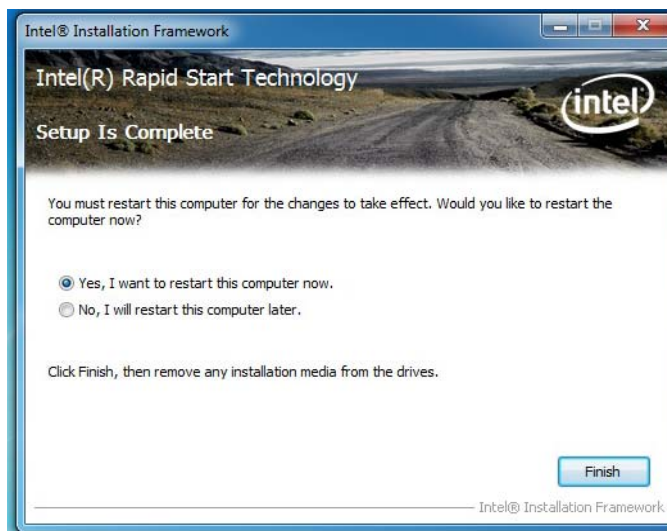 Intel® Installation Framework
Intel(R) Rapid Start Technology
intel
Setup Is Complete
You must restart this computer for the changes to take effect. Would you like to restart the
computer now?
Yes, I want to restart this computer now.
No, I will restart this computer later.
Click Finish, then remove any installation media from the drives.
Finish
Intel® Installation Framework